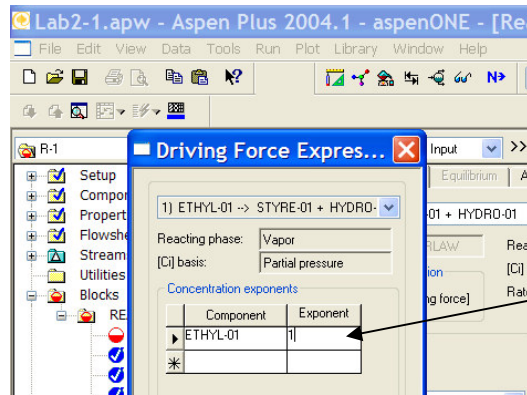 Lab2-1.apw - Aspen Plus 2004.1 - aspenONE - [Rea
File Edit View Data Tools Run Plot Library Window Help
N>
R-1
Input >>
Driving Force Expres...
Setup
Compor
Propert
Flowshe
Stream
Utilities
Blocks
RE
1) ETHYL-01 --> STYRE-01 + HYDRO-
Reacting phase: Vapor
[Ci] basis: Partial pressure
Concentration exponents
Component Exponent
ETHYL-01 1
Equilibrium A
-01 + HYDRO-01
RLAW Rea
ion [Ci]
ng force] Rate